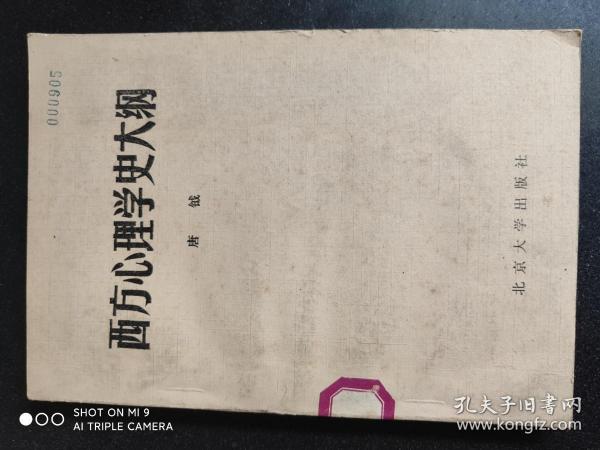 000905
西方心理学史大纲
唐 钺
北京大学出版社
SHOT ON MI 9
AI TRIPLE CAMERA
孔夫子旧書网
www.kongfz.com